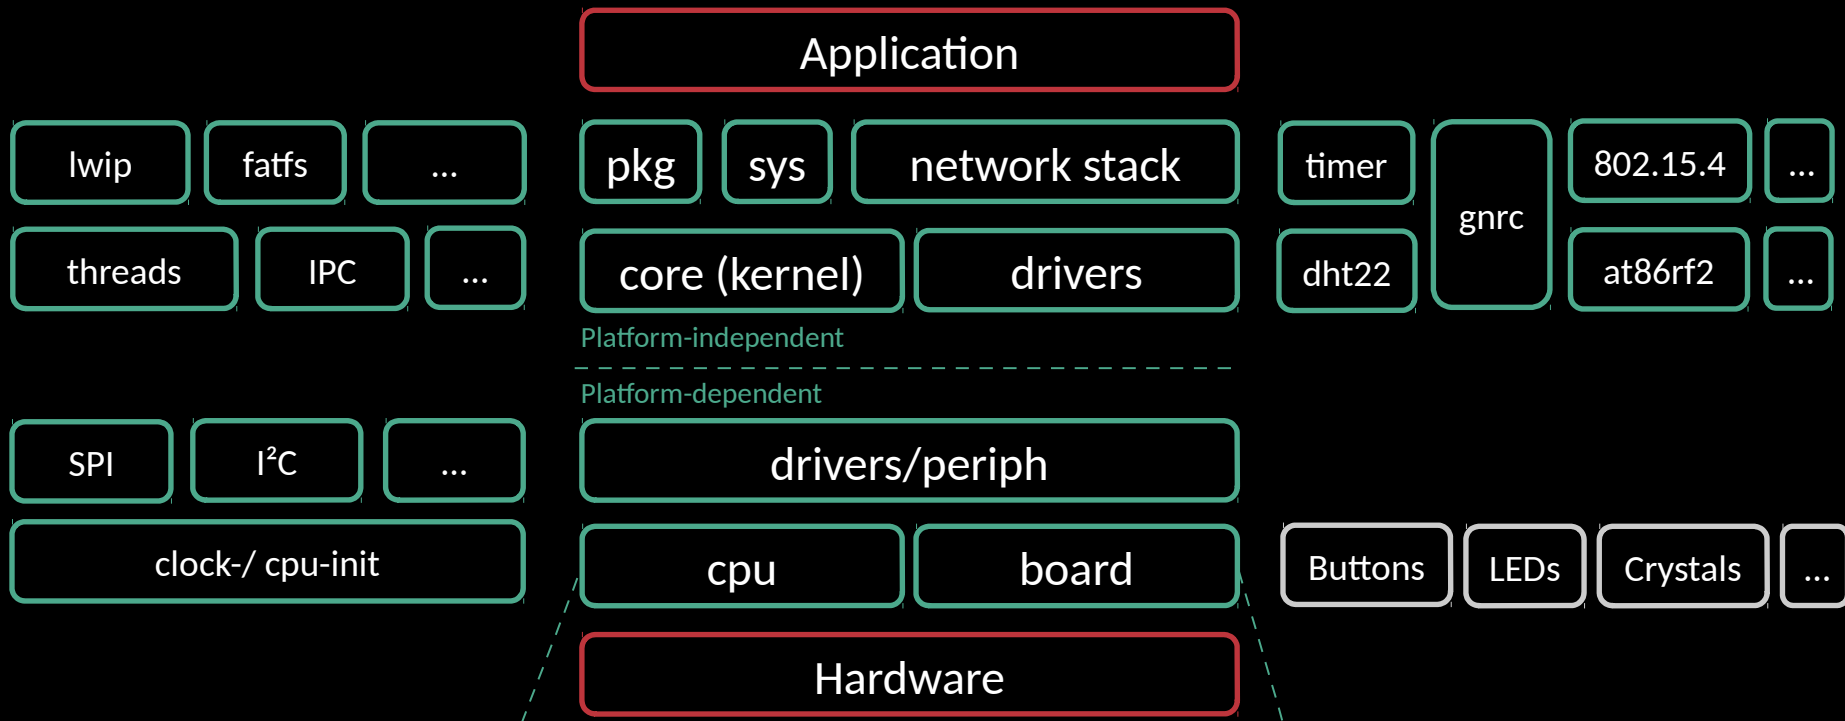 Application
lwip
fatfs
...
pkg
sys
network stack
timer
gnrc
802.15.4
...
threads
IPC
...
core (kernel)
drivers
dht22
at86rf2
...
Platform-independent
Platform-dependent
SPI
I²C
...
drivers/periph
clock-/ cpu-init
cpu
board
Buttons
LEDs
Crystals
...
Hardware